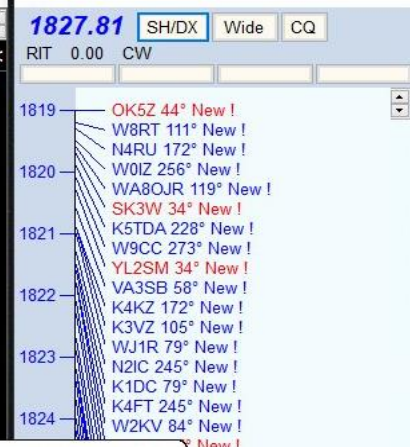 1827.81 SH/DX Wide CQ
RIT 0.00 CW
1819 OK5Z 44° New !
W8RT 111° New !
N4RU 172° New !
1820 W0IZ 256° New !
WA8OJR 119° New !
SK3W 34° New !
1821 K5TDA 228° New !
W9CC 273° New !
YL2SM 34° New !
1822 VA3SB 58° New !
K4KZ 172° New !
K3VZ 105° New !
WJ1R 79° New !
1823 N2IC 245° New !
K1DC 79° New !
K4FT 245° New !
1824 W2KV 84° New !
New !